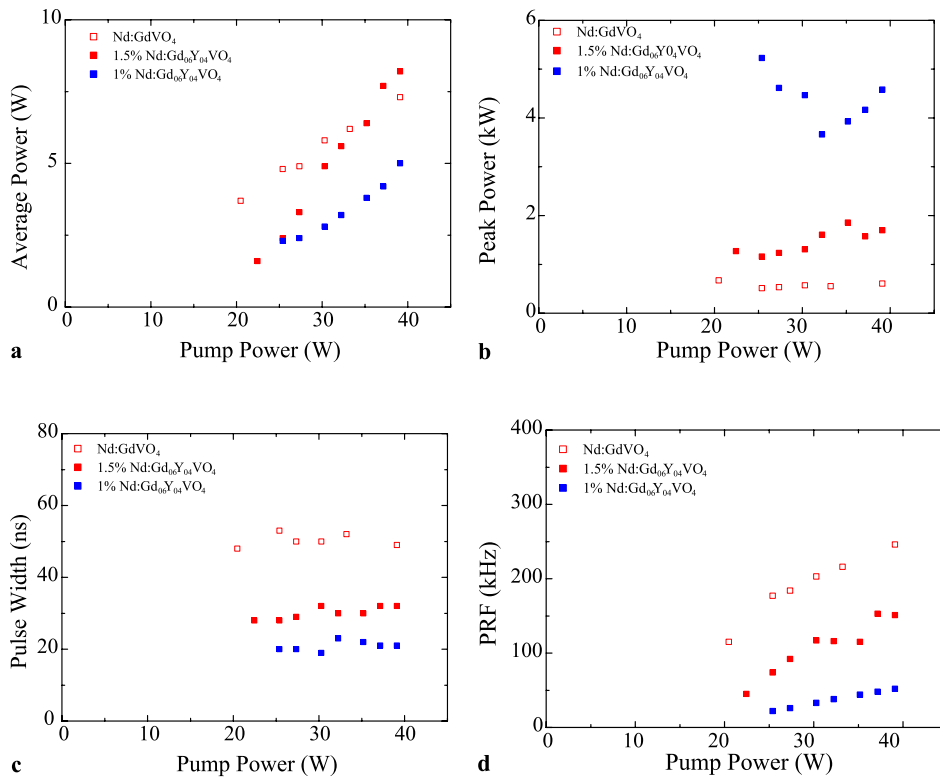 10
5
0
Average Power (W)
Nd:GdVO₄
1.5% Nd:Gd₀₆Y₀₄VO₄
1% Nd:Gd₀₆Y₀₄VO₄
0 10 20 30 40
Pump Power (W)
a
6
4
2
0
Peak Power (kW)
Nd:GdVO₄
1.5% Nd:Gd₀₆Y0₄VO₄
1% Nd:Gd₀₆Y₀₄VO₄
0 10 20 30 40
Pump Power (W)
b
80
60
40
20
0
Pulse Width (ns)
Nd:GdVO₄
1.5% Nd:Gd₀₆Y₀₄VO₄
1% Nd:Gd₀₆Y₀₄VO₄
0 10 20 30 40
Pump Power (W)
c
400
300
200
100
0
PRF (kHz)
Nd:GdVO₄
1.5% Nd:Gd₀₆Y₀₄VO₄
1% Nd:Gd₀₆Y₀₄VO₄
0 10 20 30 40
Pump Power (W)
d